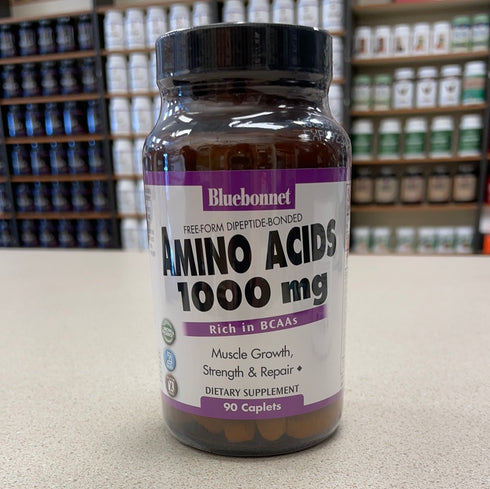 Bluebonnet
FREE-FORM DIPEPTIDE-BONDED
AMINO ACIDS
1000 mg
Rich in BCAAs
Muscle Growth,
Strength & Repair ◆
DIETARY SUPPLEMENT
90 Caplets